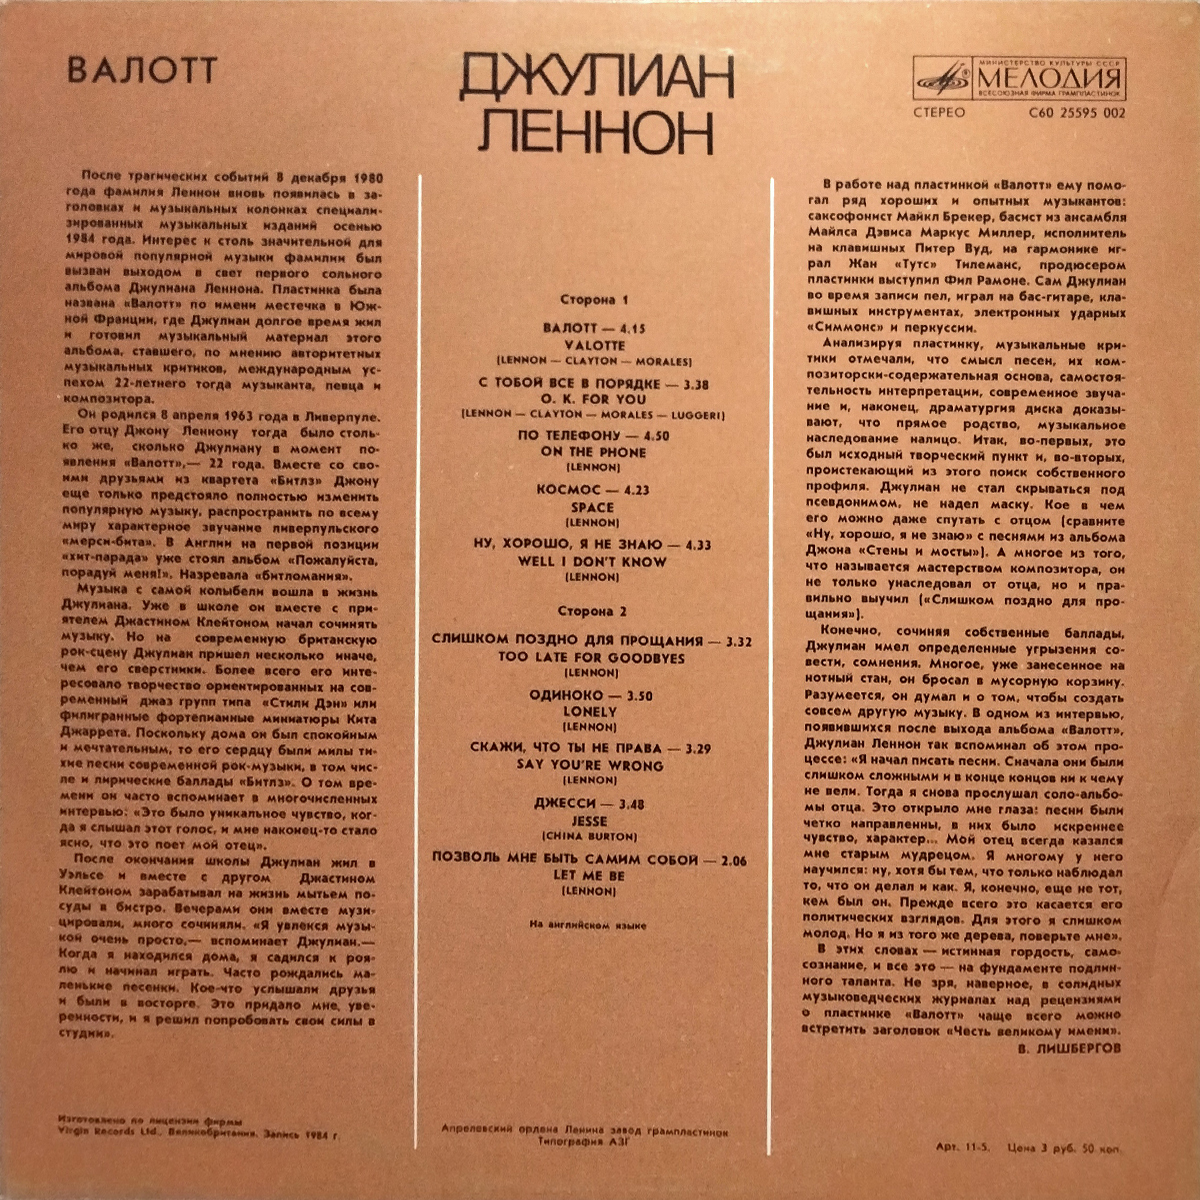 ВАЛОТТ
ДЖУЛИАН
ЛЕННОН
МИНИСТЕРСТВО КУЛЬТУРЫ СССР
МЕЛОДИЯ
ВСЕСОЮЗНАЯ ФИРМА ГРАМПЛАСТИНОК
СТЕРЕО С60 25595 002
После трагических событий 8 декабря 1980
года фамилия Леннон вновь появилась в за-
головках и музыкальных колонках специали-
зированных музыкальных изданий осенью
1984 года. Интерес к столь значительной для
мировой популярной музыки фамилии был
вызван выходом в свет первого сольного
альбома Джулиана Леннона. Пластинка была
названа «Валотт» по имени местечка в Юж-
ной Франции, где Джулиан долгое время жил
и готовил музыкальный материал этого
альбома, ставшего, по мнению авторитетных
музыкальных критиков, международным ус-
пехом 22-летнего тогда музыканта, певца и
композитора.
Он родился 8 апреля 1963 года в Ливерпуле.
Его отцу Джону Леннону тогда было столь-
ко же, сколько Джулиану в момент по-
явления «Валотт»,— 22 года. Вместе со сво-
ими друзьями из квартета «Битлз» Джону
еще только предстояло полностью изменить
популярную музыку, распространить по всему
миру характерное звучание ливерпульского
«мерси-бита». В Англии на первой позиции
«хит-парада» уже стоял альбом «Пожалуйста,
порадуй меня!». Назревала «битломания».
Музыка с самой колыбели вошла в жизнь
Джулиана. Уже в школе он вместе с при-
ятелем Джастином Клейтоном начал сочинять
музыку. Но на современную британскую
рок-сцену Джулиан пришел несколько иначе,
чем его сверстники. Более всего его инте-
ресовало творчество ориентированных на сов-
ременный джаз групп типа «Стили Дэн» или
филигранные фортепианные миниатюры Кита
Джаррета. Поскольку дома он был спокойным
и мечтательным, то его сердцу были милы ти-
хие песни современной рок-музыки, в том чис-
ле и лирические баллады «Битлз». О том вре-
мени он часто вспоминает в многочисленных
интервью: «Это было уникальное чувство, ког-
да я слышал этот голос, и мне наконец-то стало
ясно, что это поет мой отец».
После окончания школы Джулиан жил в
Уэльсе и вместе с другом Джастином
Клейтоном зарабатывал на жизнь мытьем по-
суды в бистро. Вечерами они вместе музи-
цировали, много сочиняли. «Я увлекся музы-
кой очень просто,— вспоминает Джулиан.—
Когда я находился дома, я садился к роя-
лю и начинал играть. Часто рождались ма-
ленькие песенки. Кое-что услышали друзья
и были в восторге. Это придало мне уве-
ренности, и я решил попробовать свои силы в
студии».
Изготовлено по лицензии фирмы
Virgin Records Ltd., Великобритания. Запись 1984 г.
Сторона 1
ВАЛОТТ — 4.15
VALOTTE
(LENNON — CLAYTON — MORALES)
С ТОБОЙ ВСЕ В ПОРЯДКЕ — 3.38
O. K. FOR YOU
(LENNON — CLAYTON — MORALES — LUGGERI)
ПО ТЕЛЕФОНУ — 4.50
ON THE PHONE
(LENNON)
КОСМОС — 4.23
SPACE
(LENNON)
НУ, ХОРОШО, Я НЕ ЗНАЮ — 4.33
WELL I DON'T KNOW
(LENNON)
Сторона 2
СЛИШКОМ ПОЗДНО ДЛЯ ПРОЩАНИЯ — 3.32
TOO LATE FOR GOODBYES
(LENNON)
ОДИНОКО — 3.50
LONELY
(LENNON)
СКАЖИ, ЧТО ТЫ НЕ ПРАВА — 3.29
SAY YOU'RE WRONG
(LENNON)
ДЖЕССИ — 3.48
JESSE
(CHINA BURTON)
ПОЗВОЛЬ МНЕ БЫТЬ САМИМ СОБОЙ — 2.06
LET ME BE
(LENNON)
На английском языке
Апрелевский ордена Ленина завод грампластинок
Типография АЗГ
В работе над пластинкой «Валотт» ему помо-
гал ряд хороших и опытных музыкантов:
саксофонист Майкл Брекер, басист из ансамбля
Майлса Дэвиса Маркус Миллер, исполнитель
на клавишных Питер Вуд, на гармонике иг-
рал Жан «Тутс» Тилеманс, продюсером
пластинки выступил Фил Рамоне. Сам Джулиан
во время записи пел, играл на бас-гитаре, кла-
вишных инструментах, электронных ударных
«Симмонс» и перкуссии.
Анализируя пластинку, музыкальные кри-
тики отмечали, что смысл песен, их ком-
позиторски-содержательная основа, самостоя-
тельность интерпретации, современное звуча-
ние и, наконец, драматургия диска доказы-
вают, что прямое родство, музыкальное
наследование налицо. Итак, во-первых, это
был исходный творческий пункт и, во-вторых,
проистекающий из этого поиск собственного
профиля. Джулиан не стал скрываться под
псевдонимом, не надел маску. Кое в чем
его можно даже спутать с отцом (сравните
«Ну, хорошо, я не знаю» с песнями из альбома
Джона «Стены и мосты»). А многое из того,
что называется мастерством композитора, он
не только унаследовал от отца, но и пра-
вильно выучил («Слишком поздно для про-
щания»).
Конечно, сочиняя собственные баллады,
Джулиан имел определенные угрызения со-
вести, сомнения. Многое, уже занесенное на
нотный стан, он бросал в мусорную корзину.
Разумеется, он думал и о том, чтобы создать
совсем другую музыку. В одном из интервью,
появившихся после выхода альбома «Валотт»,
Джулиан Леннон так вспоминал об этом про-
цессе: «Я начал писать песни. Сначала они были
слишком сложными и в конце концов ни к чему
не вели. Тогда я снова прослушал соло-альбо-
мы отца. Это открыло мне глаза: песни были
четко направленны, в них было искреннее
чувство, характер... Мой отец всегда казался
мне старым мудрецом. Я многому у него
научился: ну, хотя бы тем, что только наблюдал
то, что он делал и как. Я, конечно, еще не тот,
кем был он. Прежде всего это касается его
политических взглядов. Для этого я слишком
молод. Но я из того же дерева, поверьте мне».
В этих словах — истинная гордость, само-
сознание, и все это — на фундаменте подлин-
ного таланта. Не зря, наверное, в солидных
музыковедческих журналах над рецензиями
о пластинке «Валотт» чаще всего можно
встретить заголовок «Честь великому имени».
В. ЛИШБЕРГОВ
Арт. 11-5. Цена 3 руб. 50 коп.